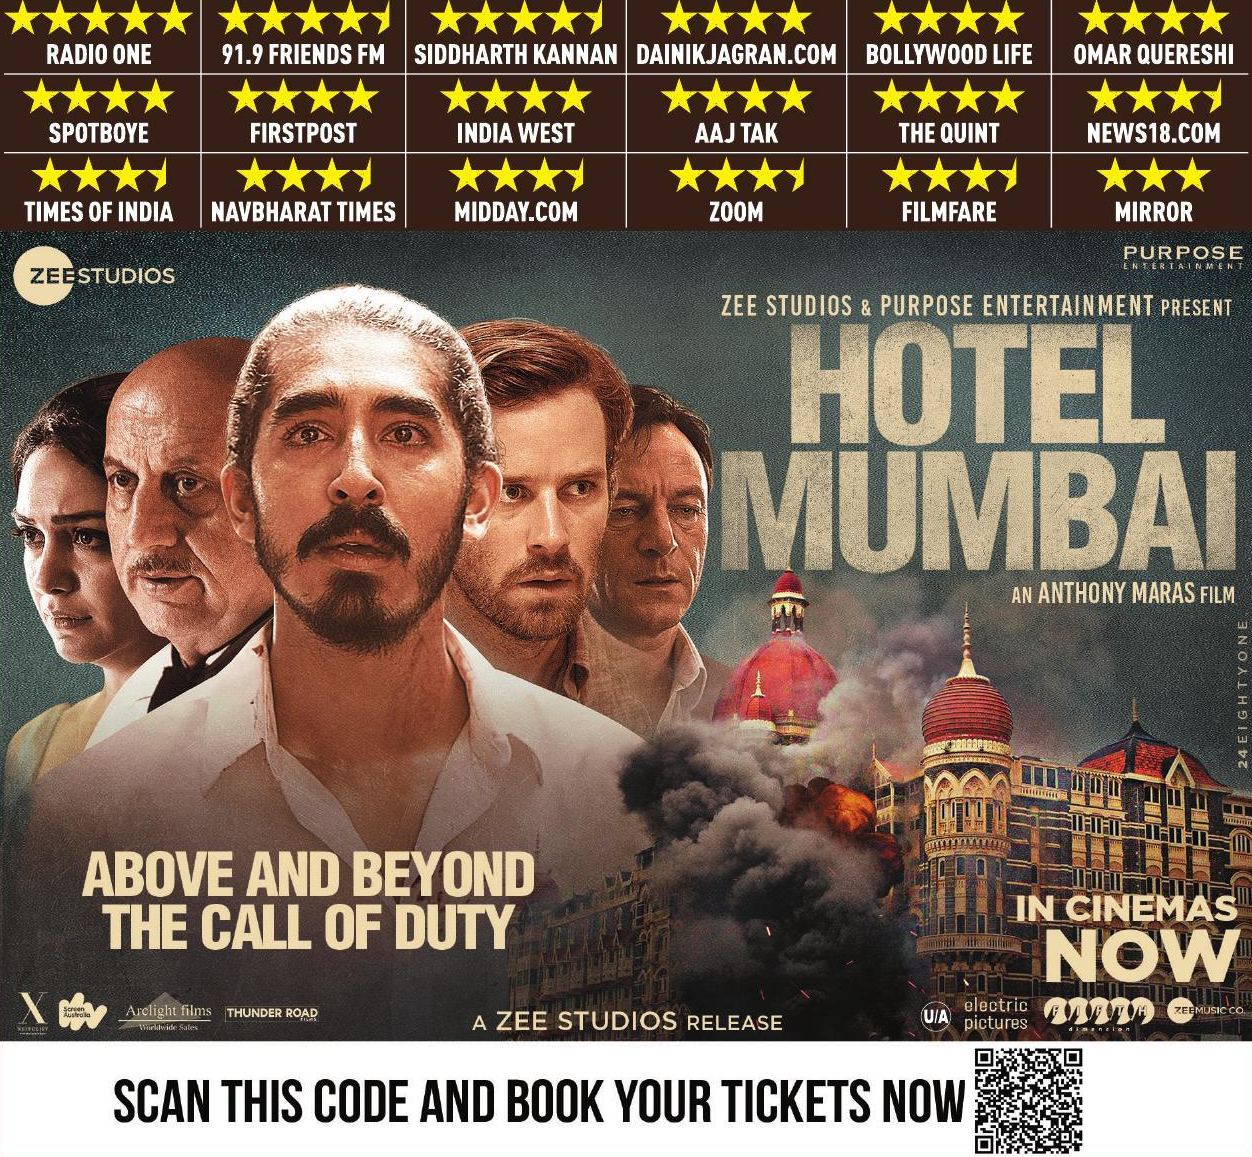 RADIO ONE
91.9 FRIENDS FM
SIDDHARTH KANNAN
DAINIKJAGRAN.COM
BOLLYWOOD LIFE
OMAR QUERESHI
SPOTBOYE
FIRSTPOST
INDIA WEST
AAJ TAK
THE QUINT
NEWS18.COM
TIMES OF INDIA
NAVBHARAT TIMES
MIDDAY.COM
ZOOM
FILMFARE
MIRROR
ZEE STUDIOS
PURPOSE
ENTERTAINMENT
ZEE STUDIOS & PURPOSE ENTERTAINMENT PRESENT
HOTEL
MUMBAI
AN ANTHONY MARAS FILM
24EIGHTYONE
ABOVE AND BEYOND
THE CALL OF DUTY
IN CINEMAS
NOW
X
Screen
Australia
Arclight films
Worldwide Sales
THUNDER ROAD
FILMS
A ZEE STUDIOS RELEASE
U/A
electric
pictures
dimension
ZEE MUSIC CO.
SCAN THIS CODE AND BOOK YOUR TICKETS NOW